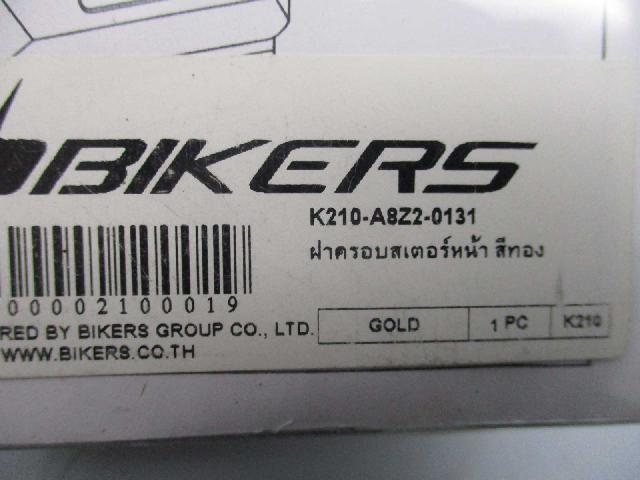 BIKERS
K210-A8Z2-0131
ฝาครอบสเตอร์หน้า สีทอง
00002100019
RED BY BIKERS GROUP CO., LTD.
GOLD 1 PC K210
WWW.BIKERS.CO.TH